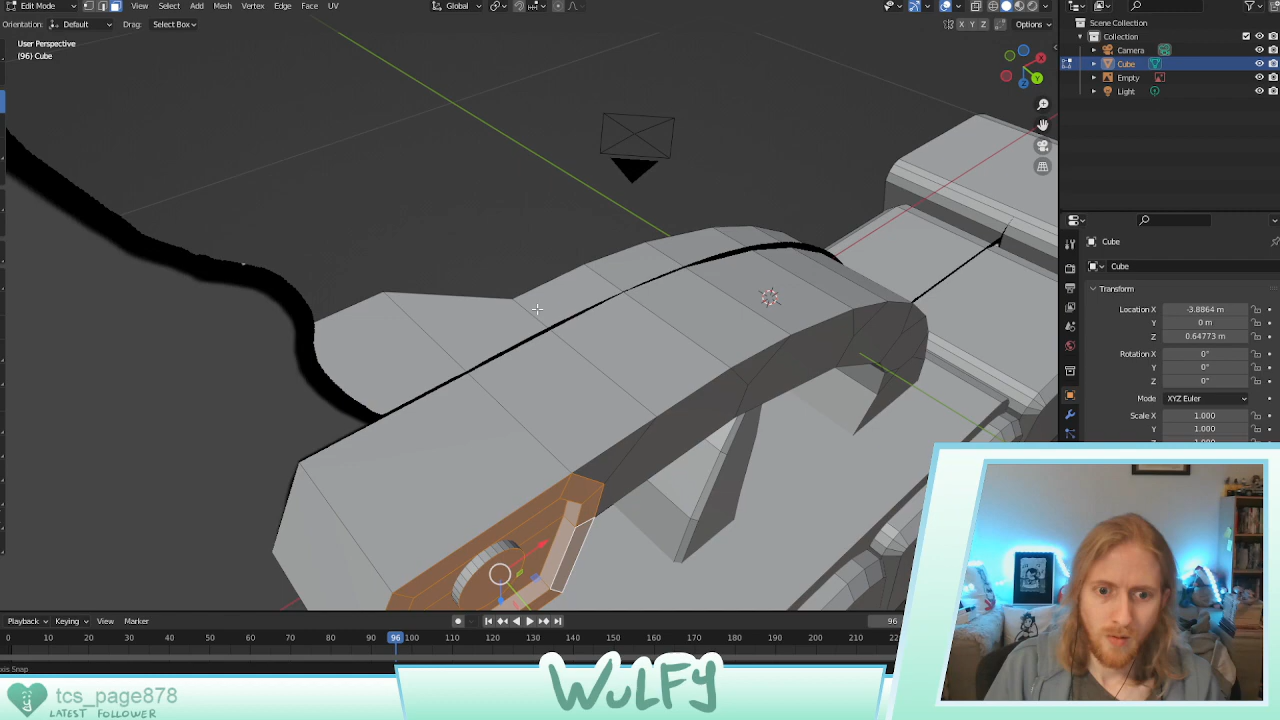 Edit Mode View Select Add Mesh Vertex Edge Face UV Global Scene Collection
Orientation: Default Drag: Select Box X Y Z Options Collection
User Perspective Camera
(96) Cube Cube
Empty
Light
X
Y
Z
Cube
Cube
Transform
Location X -3.8864 m
Y 0 m
Z 0.64773 m
Rotation X 0°
Y 0°
Z 0°
Mode XYZ Euler
Scale X 1.000
Y 1.000
Playback Keying View Marker 96
0 10 20 30 40 50 60 70 80 90 96 100 110 120 130 140 150 160 170 180 190 200 210 220
axis Snap
tcs_page878
LATEST FOLLOWER
WULFY